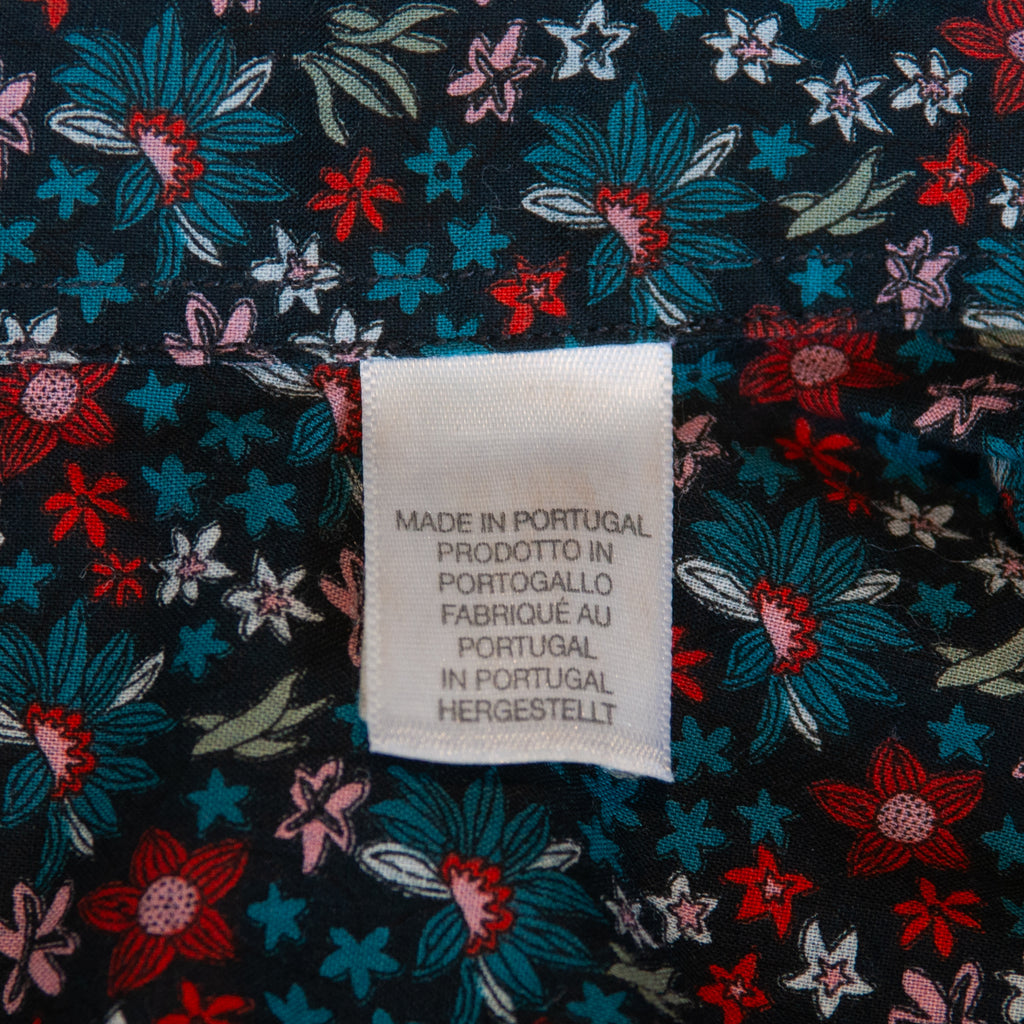 MADE IN PORTUGAL
PRODOTTO IN
PORTOGALLO
FABRIQUÉ AU
PORTUGAL
IN PORTUGAL
HERGESTELLT